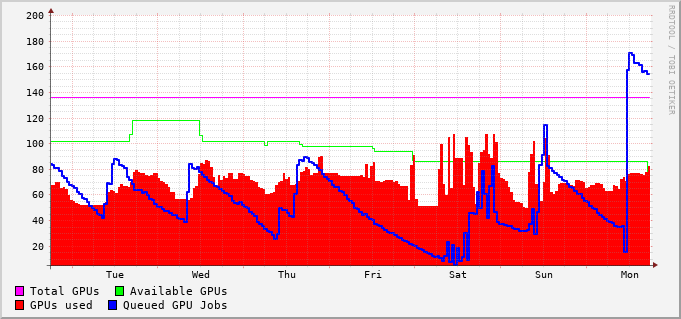 200
180
160
140
120
100
80
60
40
20
Tue Wed Thu Fri Sat Sun Mon
RRDTOOL / TOBI OETIKER
Total GPUs Available GPUs
GPUs used Queued GPU Jobs